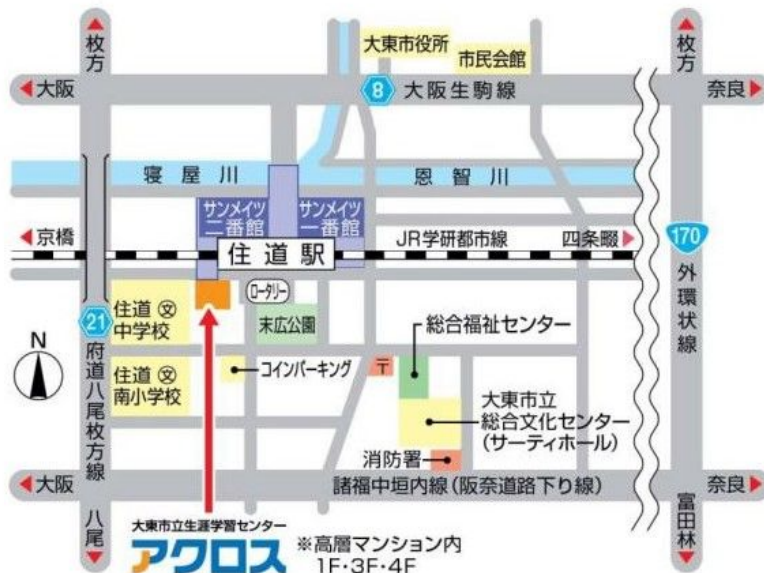 枚方
大東市役所
市民会館
枚方
大阪
8
大阪生駒線
奈良
寝屋川
恩智川
サンメイツ
二番館
サンメイツ
一番館
京橋
住道駅
JR学研都市線
四条畷
170
外環状線
ロータリー
住道 文
中学校
末広公園
総合福祉センター
21
府道八尾枚方線
N
住道 文
南小学校
コインパーキング
〒
大東市立
総合文化センター
(サーティホール)
消防署
大阪
諸福中垣内線(阪奈道路下り線)
奈良
八尾
富田林
大東市立生涯学習センター
アクロス
※高層マンション内
1F・3F・4F